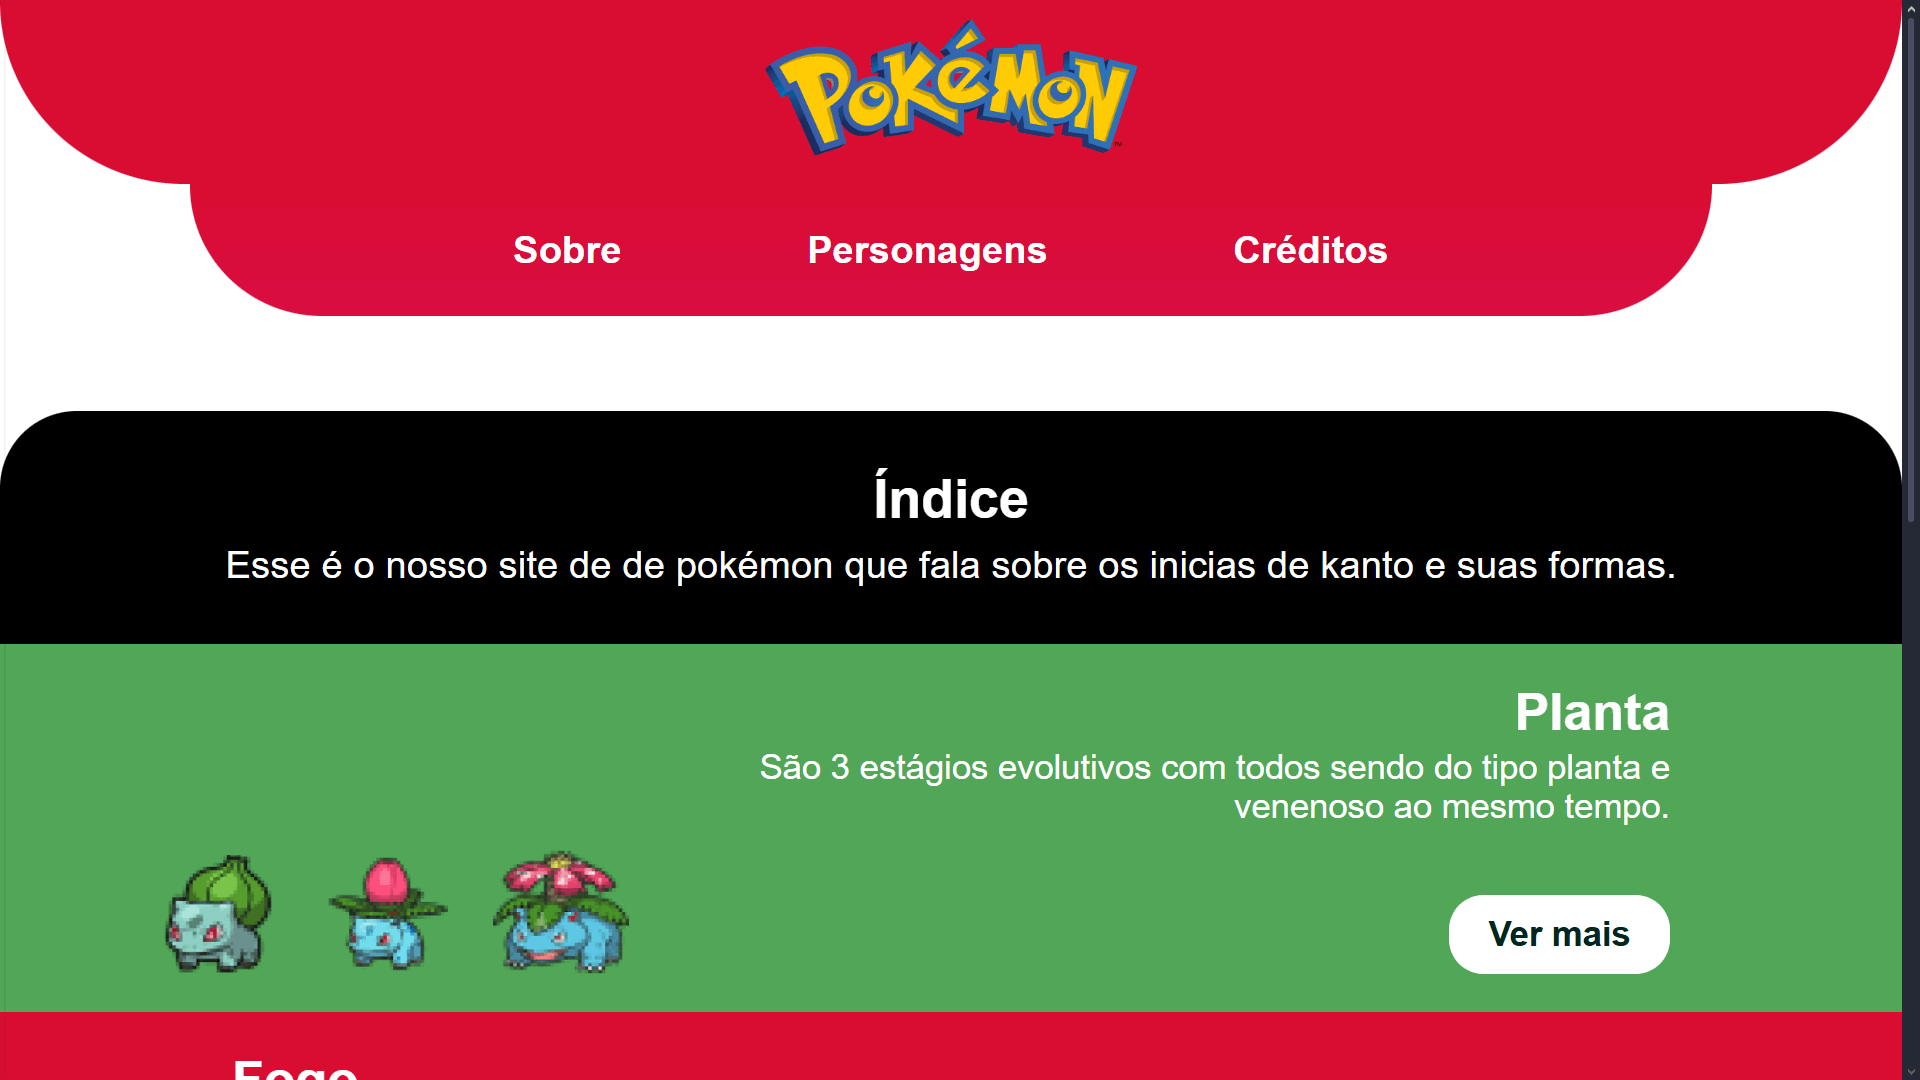 POKéMON
™
Sobre Personagens Créditos
Índice
Esse é o nosso site de de pokémon que fala sobre os inicias de kanto e suas formas.
Planta
São 3 estágios evolutivos com todos sendo do tipo planta e
venenoso ao mesmo tempo.
Ver mais
Fogo